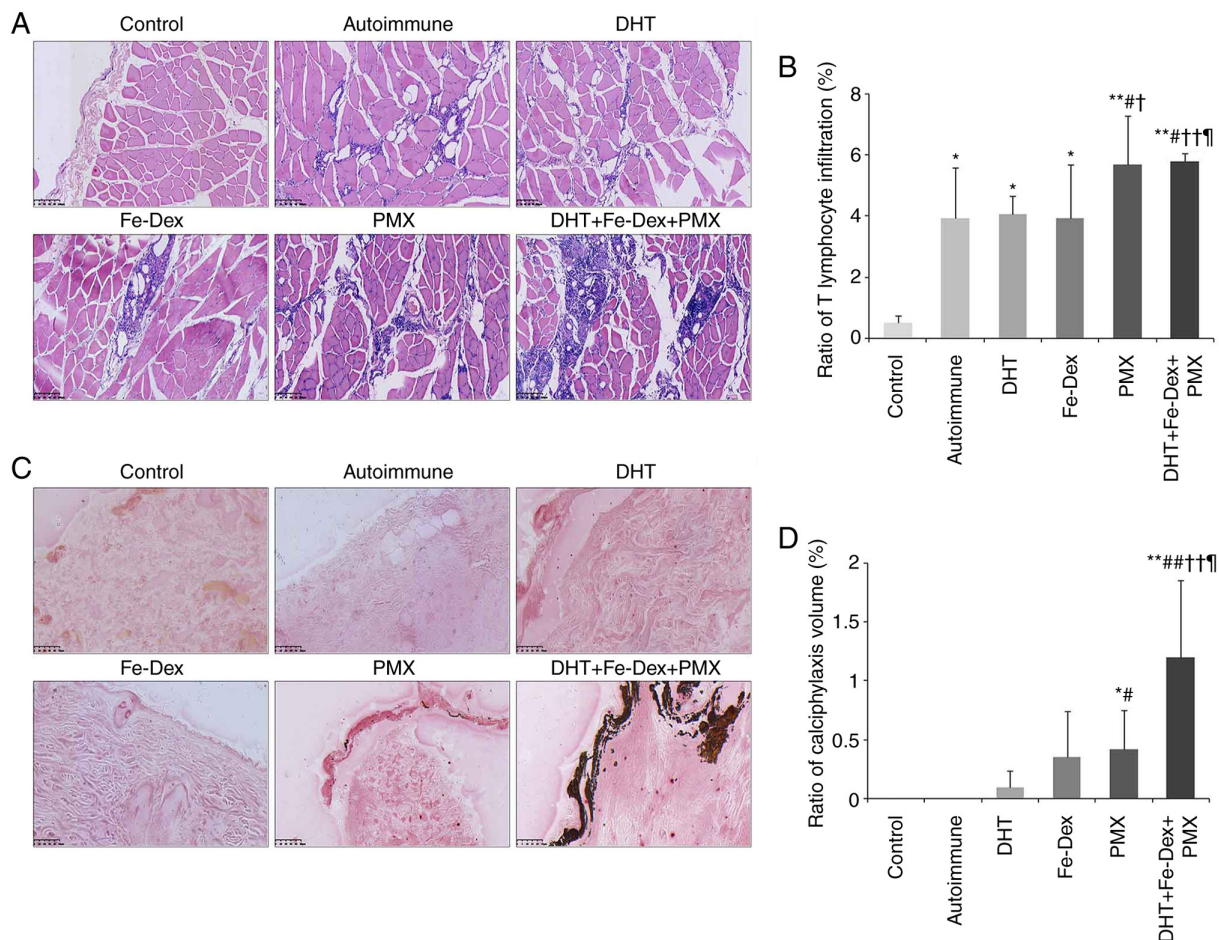 A
Control
Autoimmune
DHT
Fe-Dex
PMX
DHT+Fe-Dex+PMX
B
Ratio of T lymphocyte infiltration (%)
8
6
4
2
0
*
*
*
**#†
**#††¶
Control
Autoimmune
DHT
Fe-Dex
PMX
DHT+Fe-Dex+
PMX
C
Control
Autoimmune
DHT
Fe-Dex
PMX
DHT+Fe-Dex+PMX
D
Ratio of calciphylaxis volume (%)
2
1.5
1
0.5
0
*#
**##††¶
Control
Autoimmune
DHT
Fe-Dex
PMX
DHT+Fe-Dex+
PMX